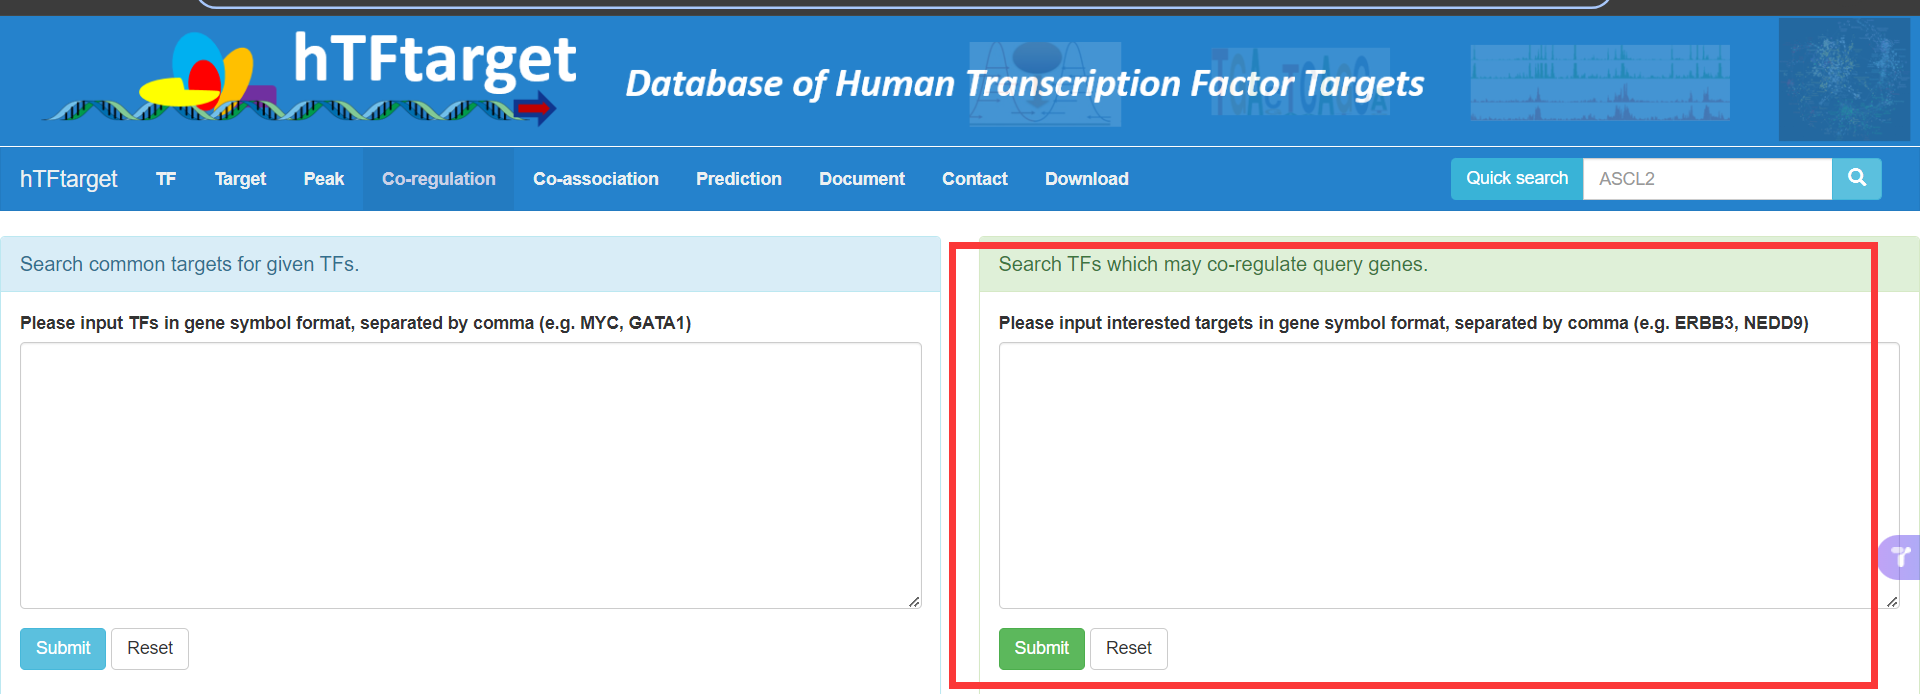 hTFtarget
Database of Human Transcription Factor Targets
hTFtarget TF Target Peak Co-regulation Co-association Prediction Document Contact Download Quick search ASCL2
Search common targets for given TFs.
Please input TFs in gene symbol format, separated by comma (e.g. MYC, GATA1)
Submit Reset
Search TFs which may co-regulate query genes.
Please input interested targets in gene symbol format, separated by comma (e.g. ERBB3, NEDD9)
Submit Reset